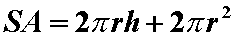 SA = 2πrh + 2πr²